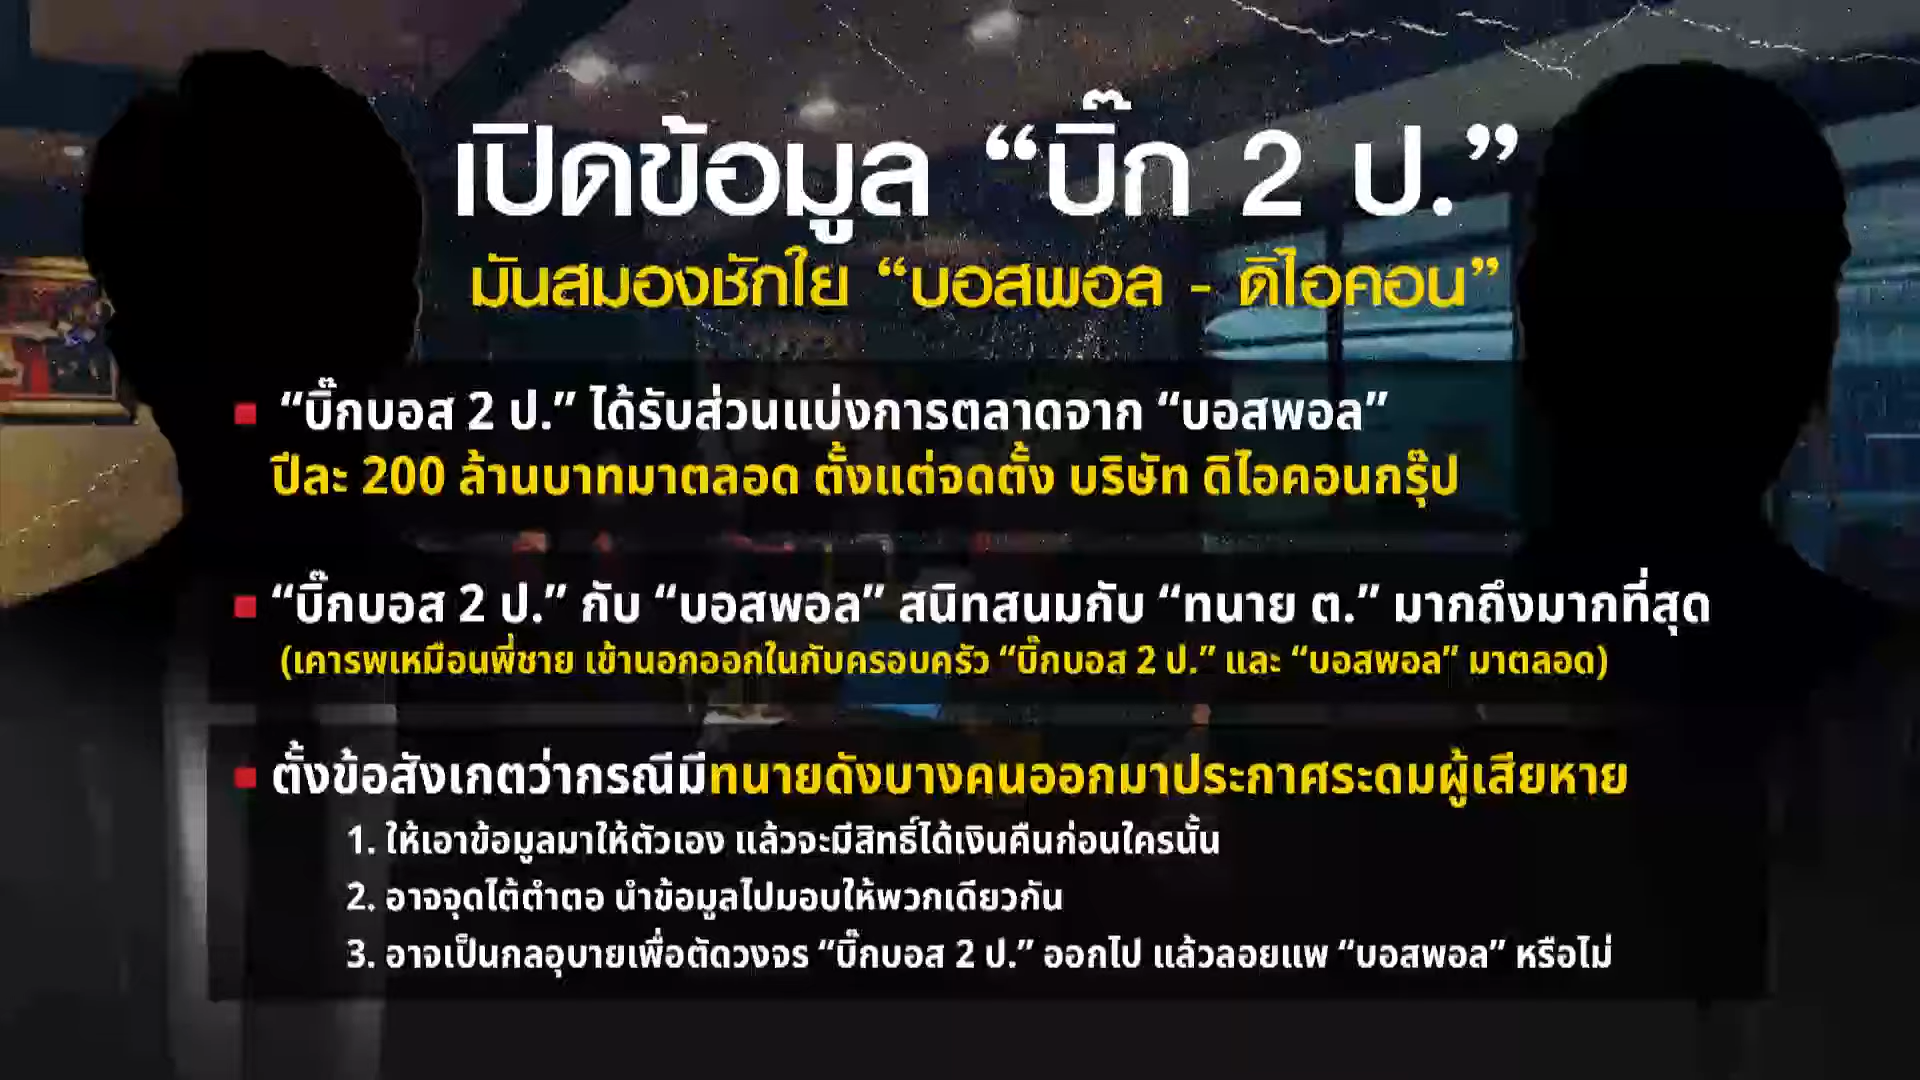 เปิดข้อมูล “บิ๊ก 2 ป.”
มันสมองชักใย “บอสพอล - ดิไอคอน”
“บิ๊กบอส 2 ป.” ได้รับส่วนแบ่งการตลาดจาก “บอสพอล”
ปีละ 200 ล้านบาทมาตลอด ตั้งแต่จดตั้ง บริษัท ดิไอคอนกรุ๊ป
“บิ๊กบอส 2 ป.” กับ “บอสพอล” สนิทสนมกับ “ทนาย ต.” มากถึงมากที่สุด
(เคารพเหมือนพี่ชาย เข้านอกออกในกับครอบครัว “บิ๊กบอส 2 ป.” และ “บอสพอล” มาตลอด)
ตั้งข้อสังเกตว่ากรณีมีทนายดังบางคนออกมาประกาศระดมผู้เสียหาย
1. ให้เอาข้อมูลมาให้ตัวเอง แล้วจะมีสิทธิ์ได้เงินคืนก่อนใครนั้น
2. อาจจุดไต้ตำตอ นำข้อมูลไปมอบให้พวกเดียวกัน
3. อาจเป็นกลอุบายเพื่อตัดวงจร “บิ๊กบอส 2 ป.” ออกไป แล้วลอยแพ “บอสพอล” หรือไม่